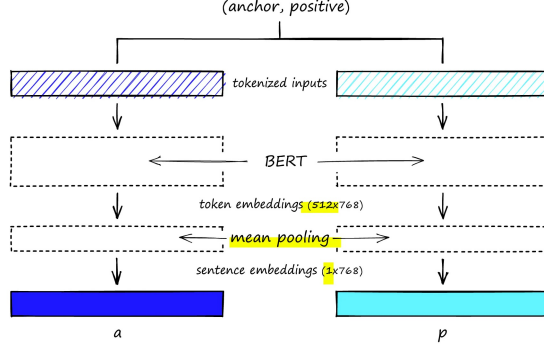 (anchor, positive)
tokenized inputs
BERT
token embeddings (512x768)
mean pooling
sentence embeddings (1x768)
a
p